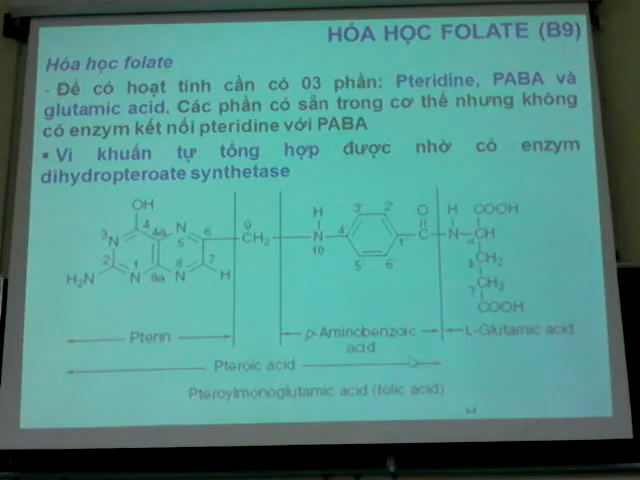 HÓA HỌC FOLATE (B9)
Hóa học folate
- Để có hoạt tính cần có 03 phần: Pteridine, PABA và
glutamic acid. Các phần có sẵn trong cơ thể nhưng không
có enzym kết nối pteridine với PABA
▪ Vi khuẩn tự tổng hợp được nhờ có enzym
dihydropteroate synthetase
OH
H
3' 2'
O H COOH
3 4 4a N 5 6 9 CH2 N 10 4' 1' C N CH
N
2 1 8 7
5' 6' CH2
H2N N 8a N H
CH2
COOH
Pterin
p-Aminobenzoic
acid
L-Glutamic acid
Pteroic acid
Pteroylmonoglutamic acid (folic acid)